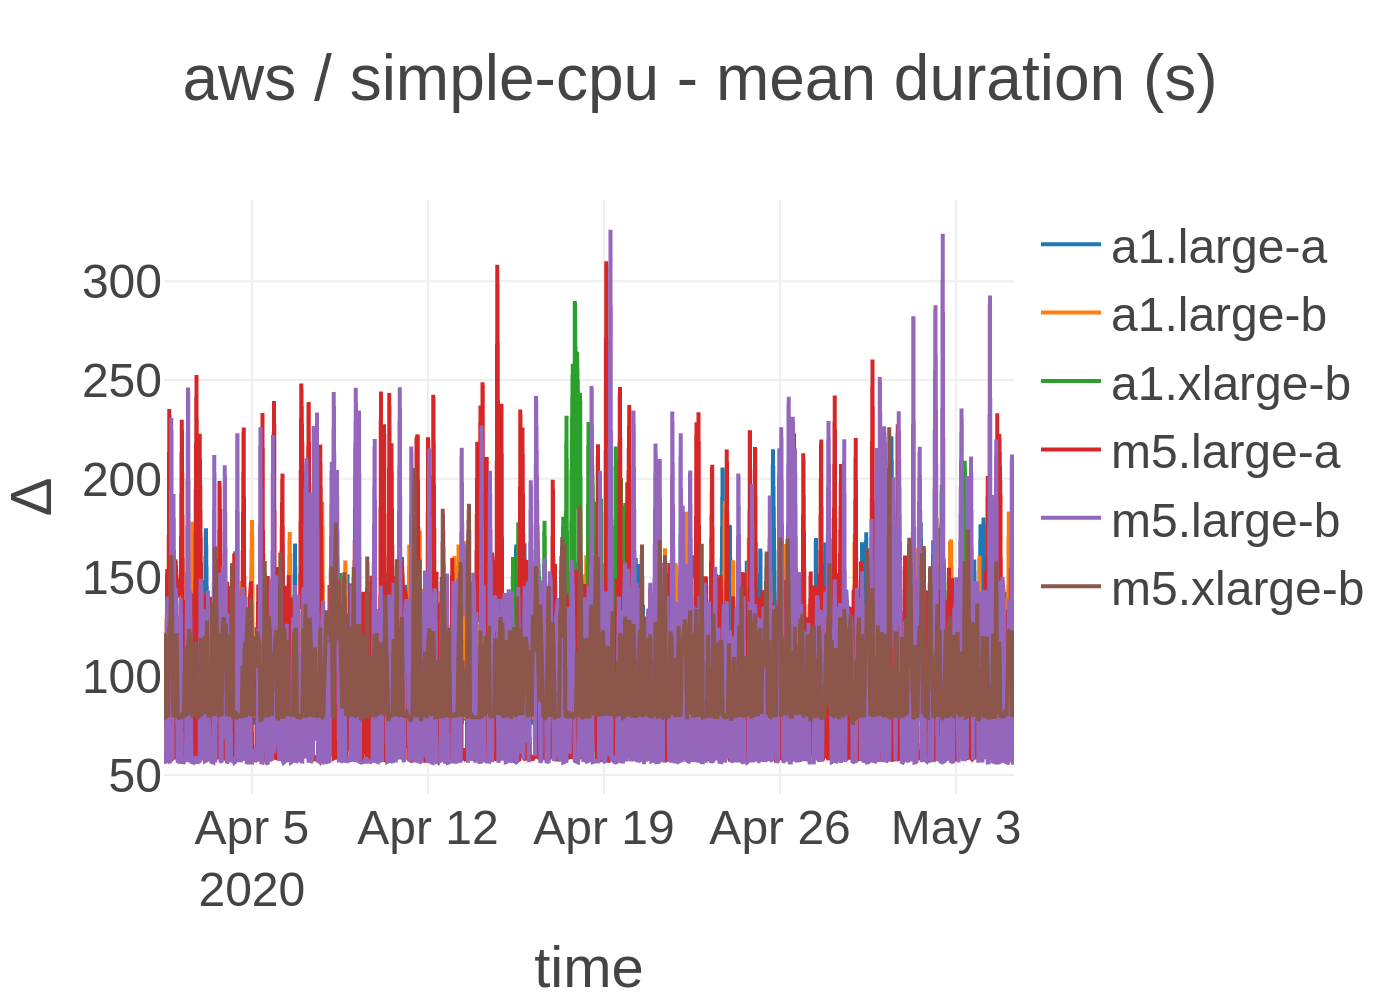 aws / simple-cpu - mean duration (s)
Δ
300
250
200
150
100
50
Apr 5
2020
Apr 12
Apr 19
Apr 26
May 3
time
a1.large-a
a1.large-b
a1.xlarge-b
m5.large-a
m5.large-b
m5.xlarge-b